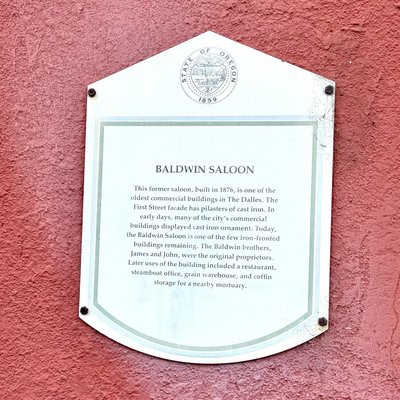 STATE OF OREGON
1859
BALDWIN SALOON
This former saloon, built in 1876, is one of the
oldest commercial buildings in The Dalles. The
First Street facade has pilasters of cast iron. In
early days, many of the city's commercial
buildings displayed cast iron ornament. Today,
the Baldwin Saloon is one of the few iron-fronted
buildings remaining. The Baldwin brothers,
James and John, were the original proprietors.
Later uses of the building included a restaurant,
steamboat office, grain warehouse, and coffin
storage for a nearby mortuary.